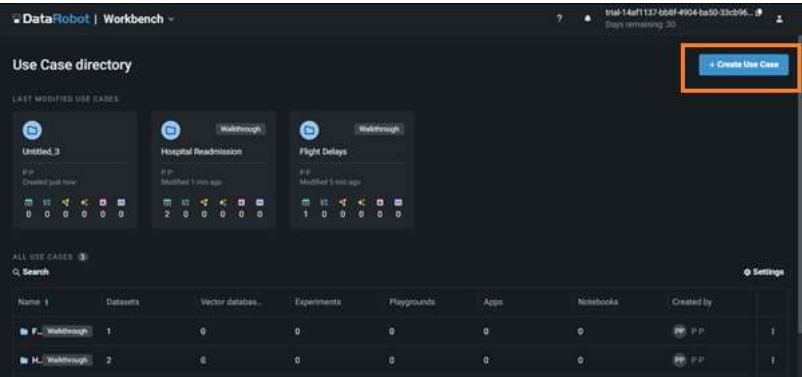 DataRobot | Workbench
?
trial-14af1137-bb8f-4904-ba50-33cb96...
Days remaining: 30
Use Case directory
+ Create Use Case
LAST MODIFIED USE CASES
Untitled_3
P P
Created just now
0 0 0 0 0 0
Walkthrough
Hospital Readmission
P P
Modified 1 min ago
2 0 0 0 0 0
Walkthrough
Flight Delays
P P
Modified 5 min ago
1 0 0 0 0 0
ALL USE CASES 3
Search
Settings
Name ↑ Datasets Vector databas... Experiments Playgrounds Apps Notebooks Created by
F... Walkthrough 1 0 0 0 0 0 PP P P
H... Walkthrough 2 0 0 0 0 0 PP P P